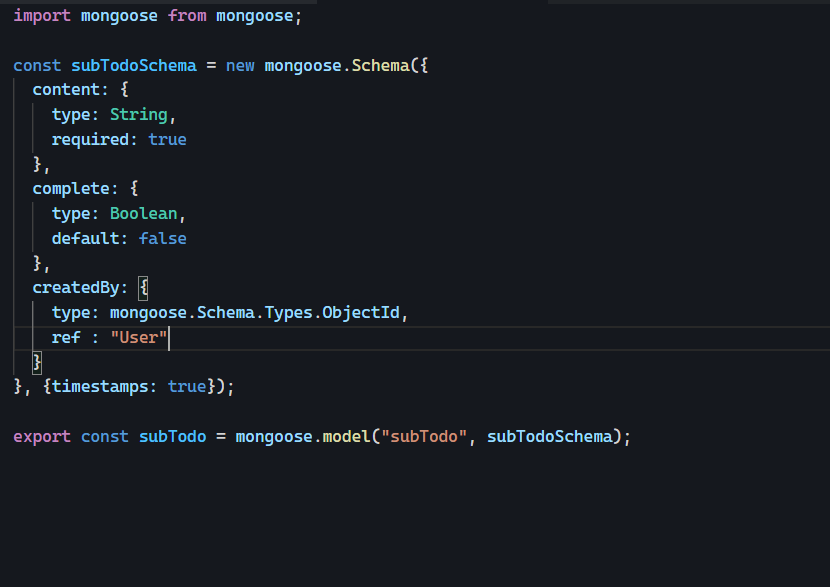 import mongoose from mongoose;
const subTodoSchema = new mongoose.Schema({
content: {
type: String,
required: true
},
complete: {
type: Boolean,
default: false
},
createdBy: {
type: mongoose.Schema.Types.ObjectId,
ref : "User"
}
}, {timestamps: true});
export const subTodo = mongoose.model("subTodo", subTodoSchema);